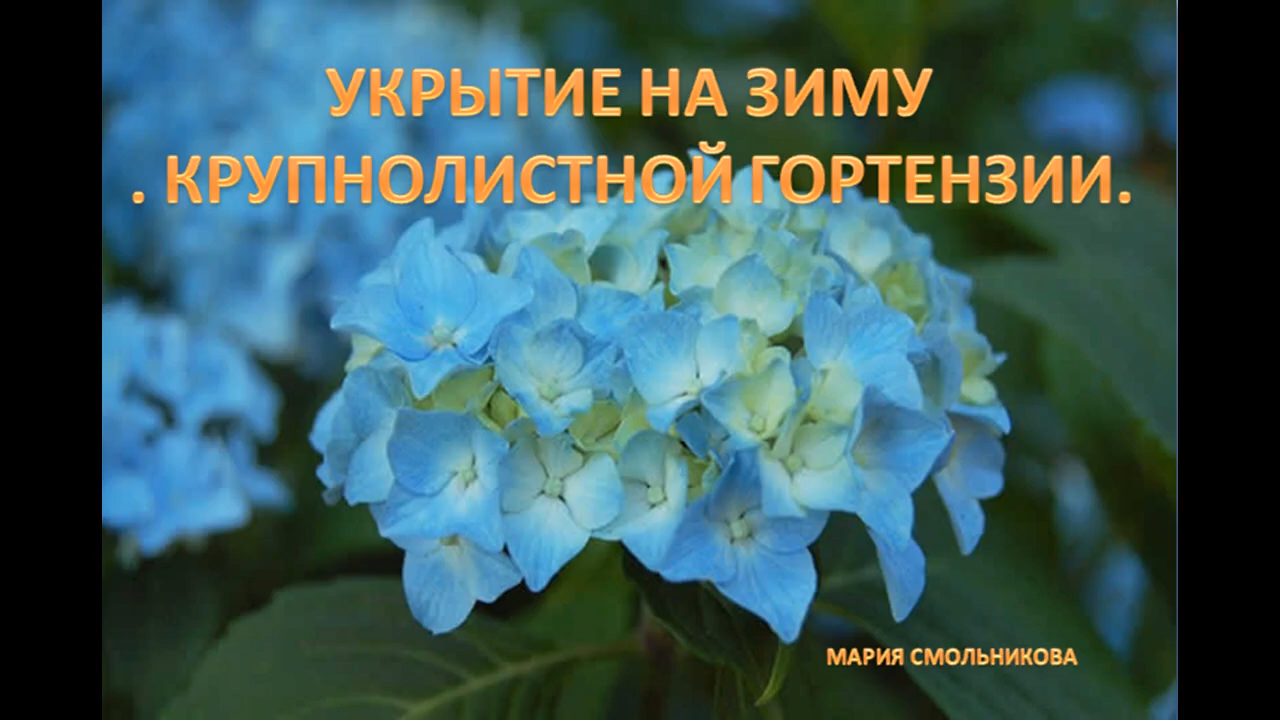 УКРЫТИЕ НА ЗИМУ
. КРУПНОЛИСТНОЙ ГОРТЕНЗИИ.
МАРИЯ СМОЛЬНИКОВА